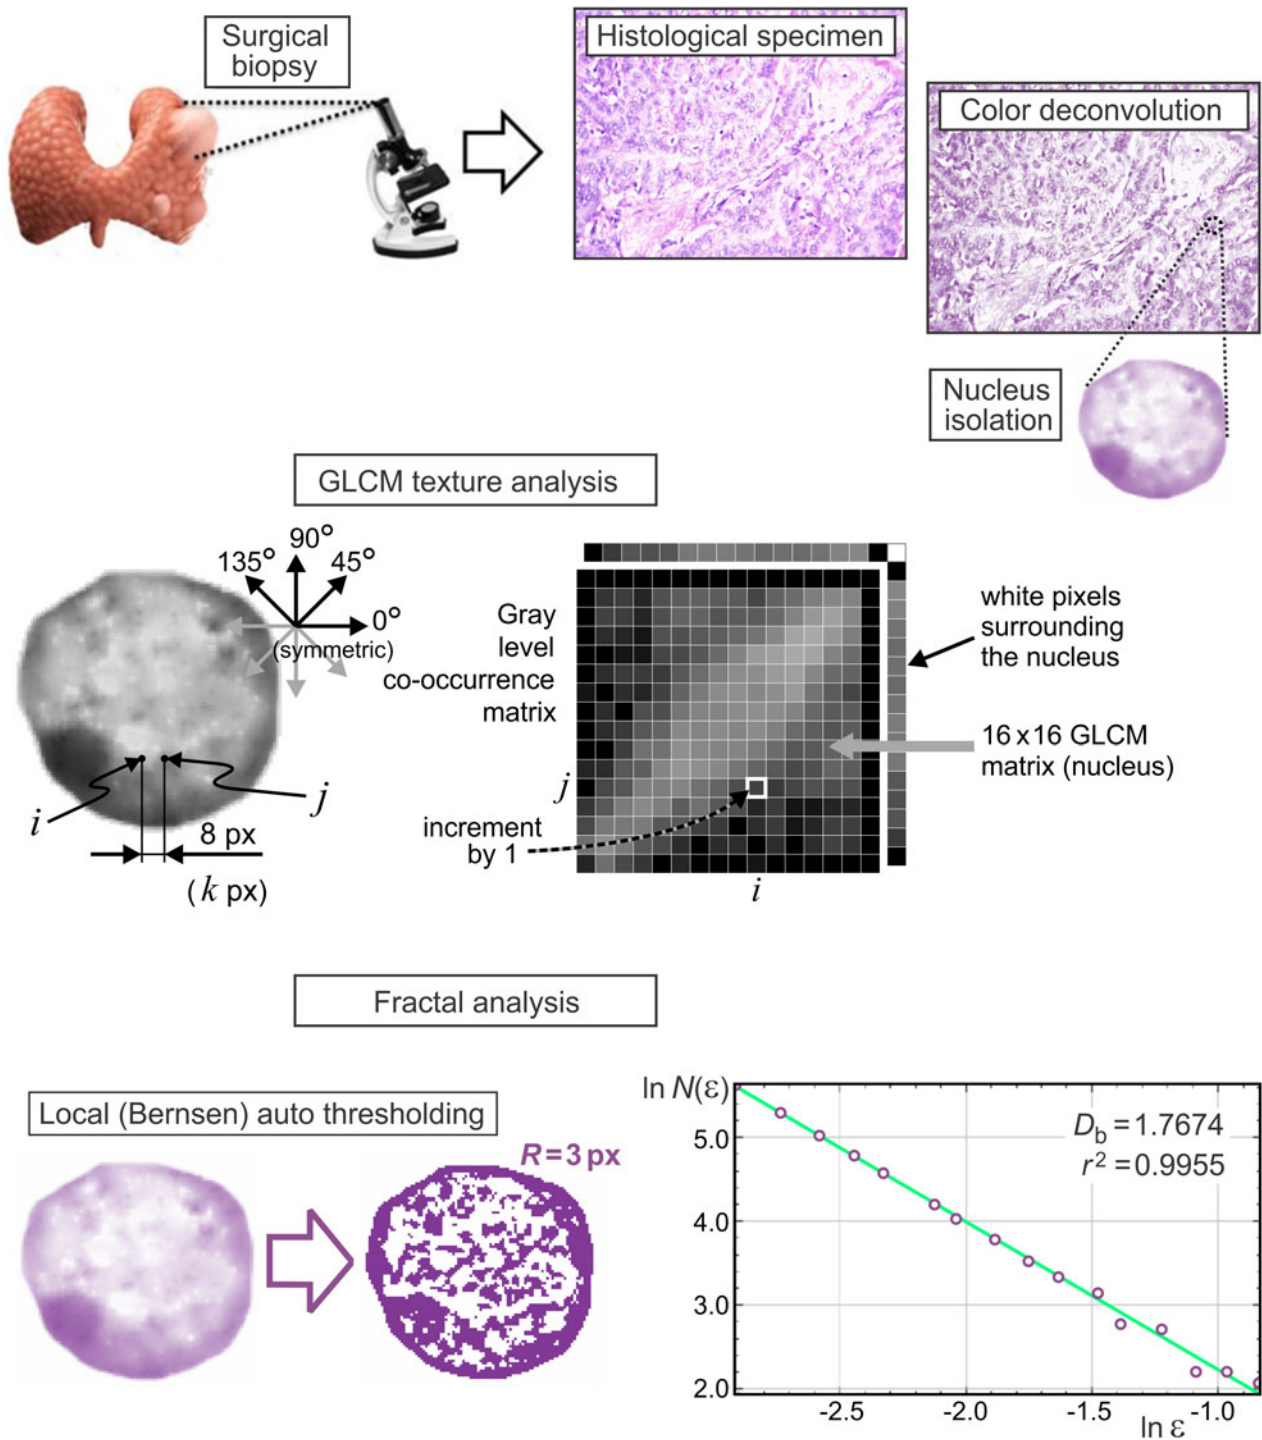 Surgical
biopsy
Histological specimen
Color deconvolution
Nucleus
isolation
GLCM texture analysis
90°
135°
45°
0°
(symmetric)
i
j
8 px
(k px)
Gray
level
co-occurrence
matrix
j
increment
by 1
i
white pixels
surrounding
the nucleus
16 x 16 GLCM
matrix (nucleus)
Fractal analysis
Local (Bernsen) auto thresholding
R = 3 px
ln N(ε)
5.0
4.0
3.0
2.0
D_b = 1.7674
r² = 0.9955
-2.5
-2.0
-1.5
-1.0
ln ε